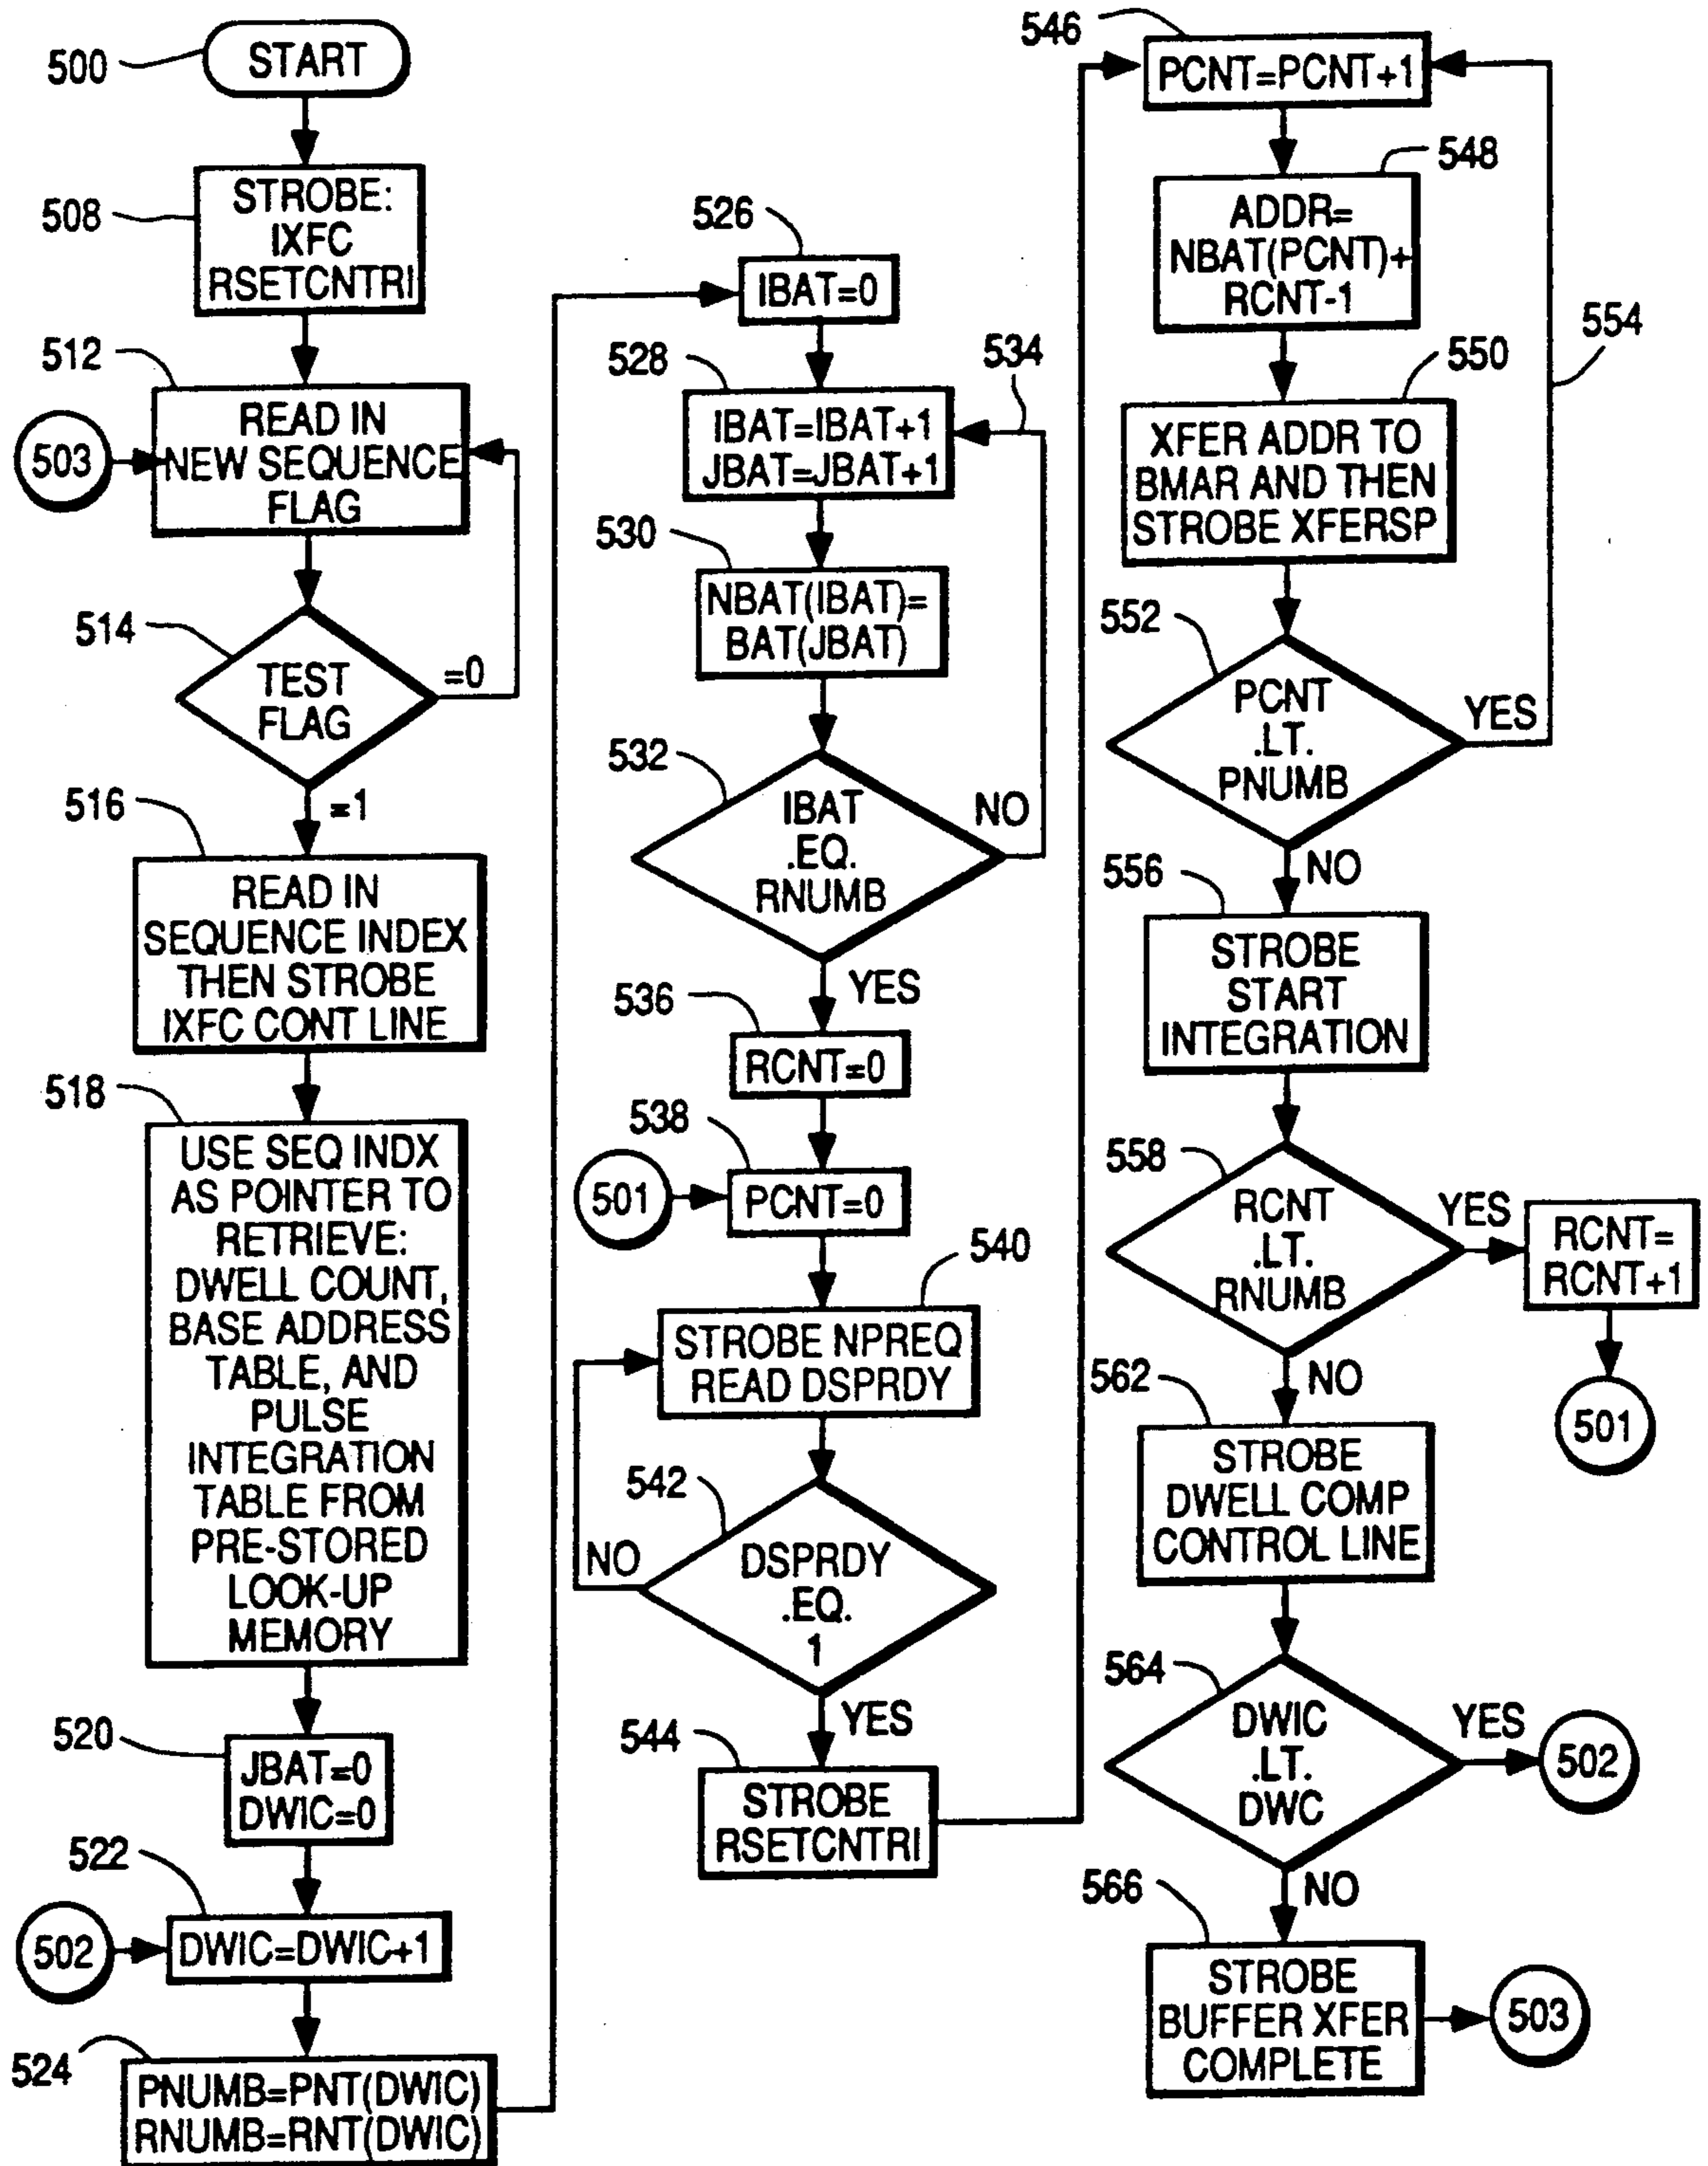 500
START
508
STROBE:
IXFC
RSETCNTRI
512
503
READ IN
NEW SEQUENCE
FLAG
514
TEST
FLAG
=0
=1
516
READ IN
SEQUENCE INDEX
THEN STROBE
IXFC CONT LINE
518
USE SEQ INDX
AS POINTER TO
RETRIEVE:
DWELL COUNT,
BASE ADDRESS
TABLE, AND
PULSE
INTEGRATION
TABLE FROM
PRE-STORED
LOOK-UP
MEMORY
520
JBAT=0
DWIC=0
522
502
DWIC=DWIC+1
524
PNUMB=PNT(DWIC)
RNUMB=RNT(DWIC)
526
IBAT=0
528
534
IBAT=IBAT+1
JBAT=JBAT+1
530
NBAT(IBAT)=
BAT(JBAT)
532
IBAT
.EQ.
RNUMB
NO
YES
536
RCNT=0
538
501
PCNT=0
540
STROBE NPREQ
READ DSPRDY
542
DSPRDY
.EQ.
1
NO
YES
544
STROBE
RSETCNTRI
546
PCNT=PCNT+1
548
ADDR=
NBAT(PCNT)+
RCNT-1
554
550
XFER ADDR TO
BMAR AND THEN
STROBE XFERSP
552
PCNT
.LT.
PNUMB
YES
NO
556
STROBE
START
INTEGRATION
558
RCNT
.LT.
RNUMB
YES
RCNT=
RCNT+1
501
NO
562
STROBE
DWELL COMP
CONTROL LINE
564
DWIC
.LT.
DWC
YES
502
NO
566
STROBE
BUFFER XFER
COMPLETE
503